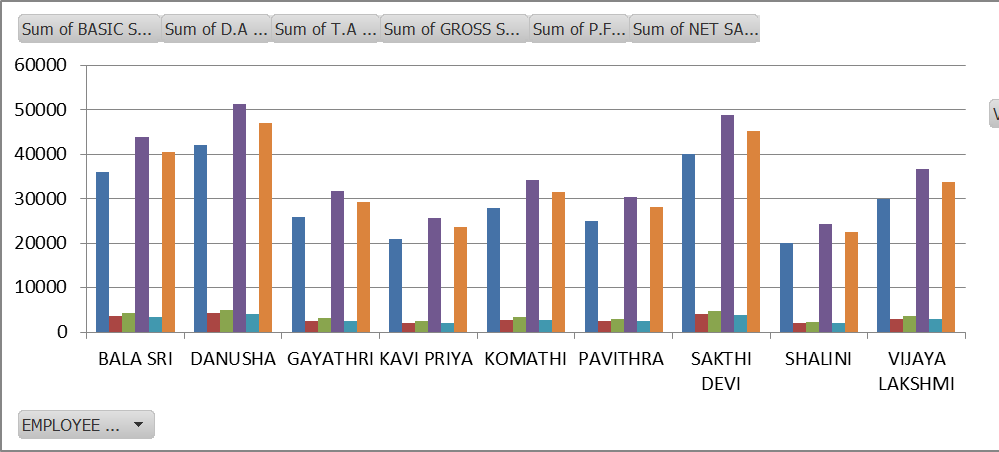 Sum of BASIC S... Sum of D.A ... Sum of T.A ... Sum of GROSS S... Sum of P.F... Sum of NET SA...
60000
50000
40000
30000
20000
10000
0
BALA SRI DANUSHA GAYATHRI KAVI PRIYA KOMATHI PAVITHRA SAKTHI DEVI SHALINI VIJAYA LAKSHMI
EMPLOYEE ...